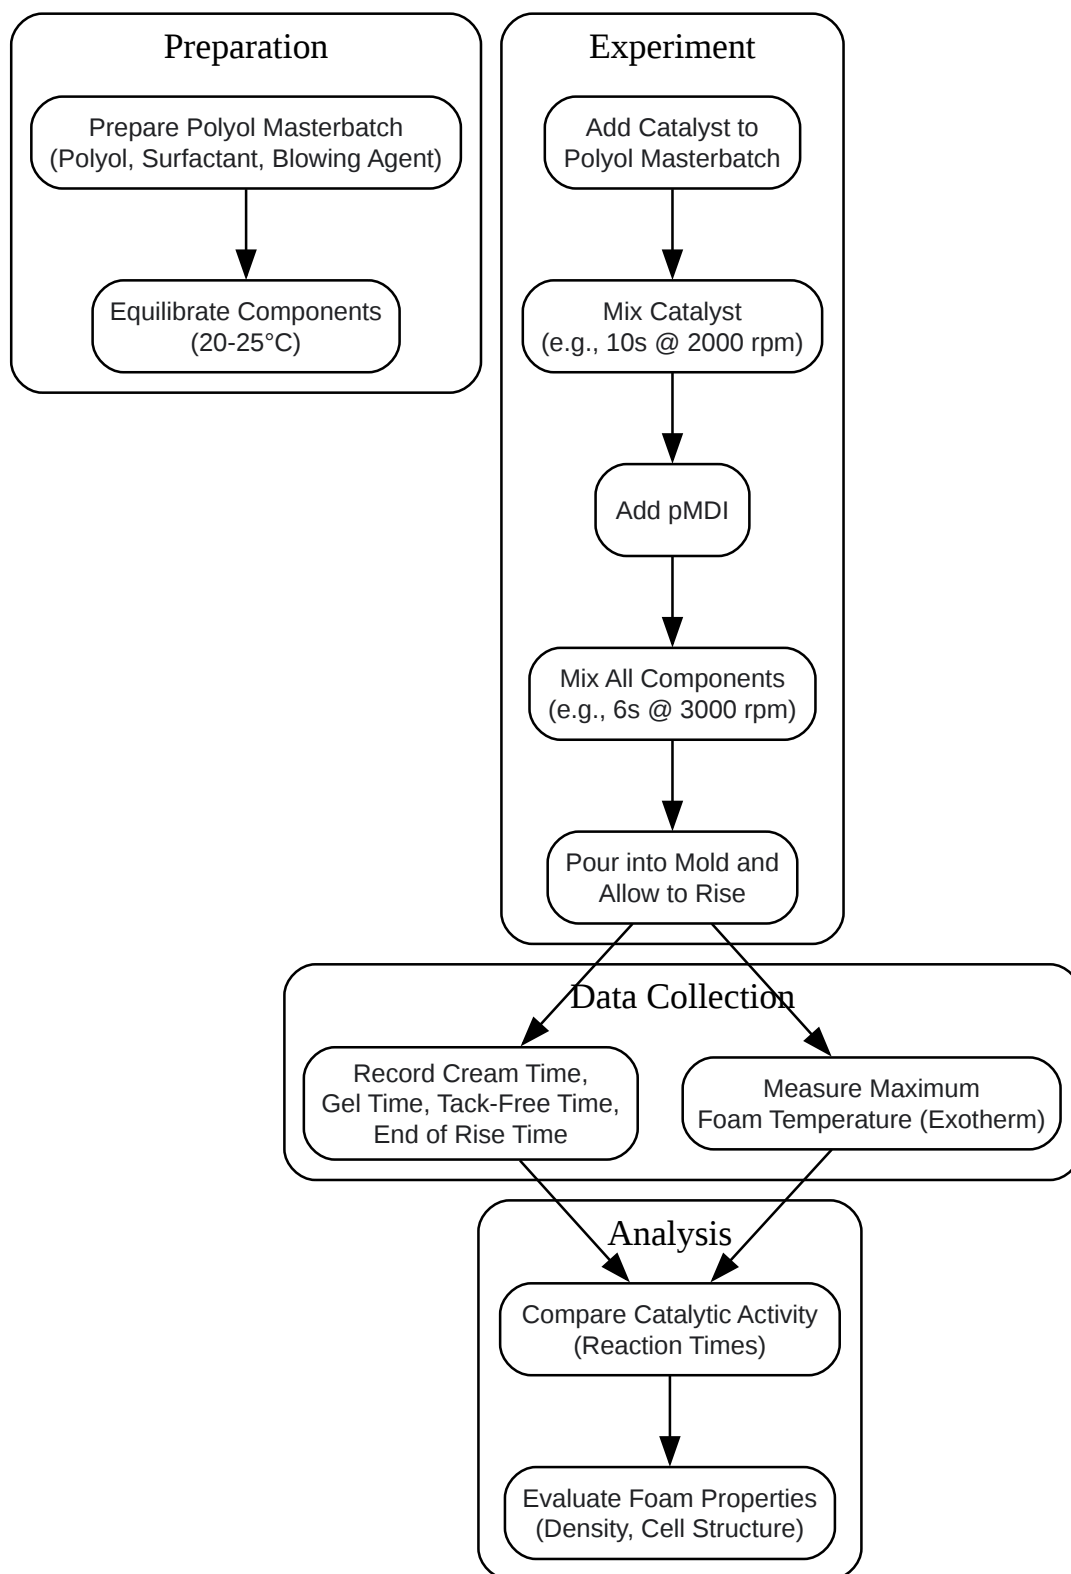 Preparation
Prepare Polyol Masterbatch
(Polyol, Surfactant, Blowing Agent)
Equilibrate Components
(20-25°C)
Experiment
Add Catalyst to
Polyol Masterbatch
Mix Catalyst
(e.g., 10s @ 2000 rpm)
Add pMDI
Mix All Components
(e.g., 6s @ 3000 rpm)
Pour into Mold and
Allow to Rise
Data Collection
Record Cream Time,
Gel Time, Tack-Free Time,
End of Rise Time
Measure Maximum
Foam Temperature (Exotherm)
Analysis
Compare Catalytic Activity
(Reaction Times)
Evaluate Foam Properties
(Density, Cell Structure)